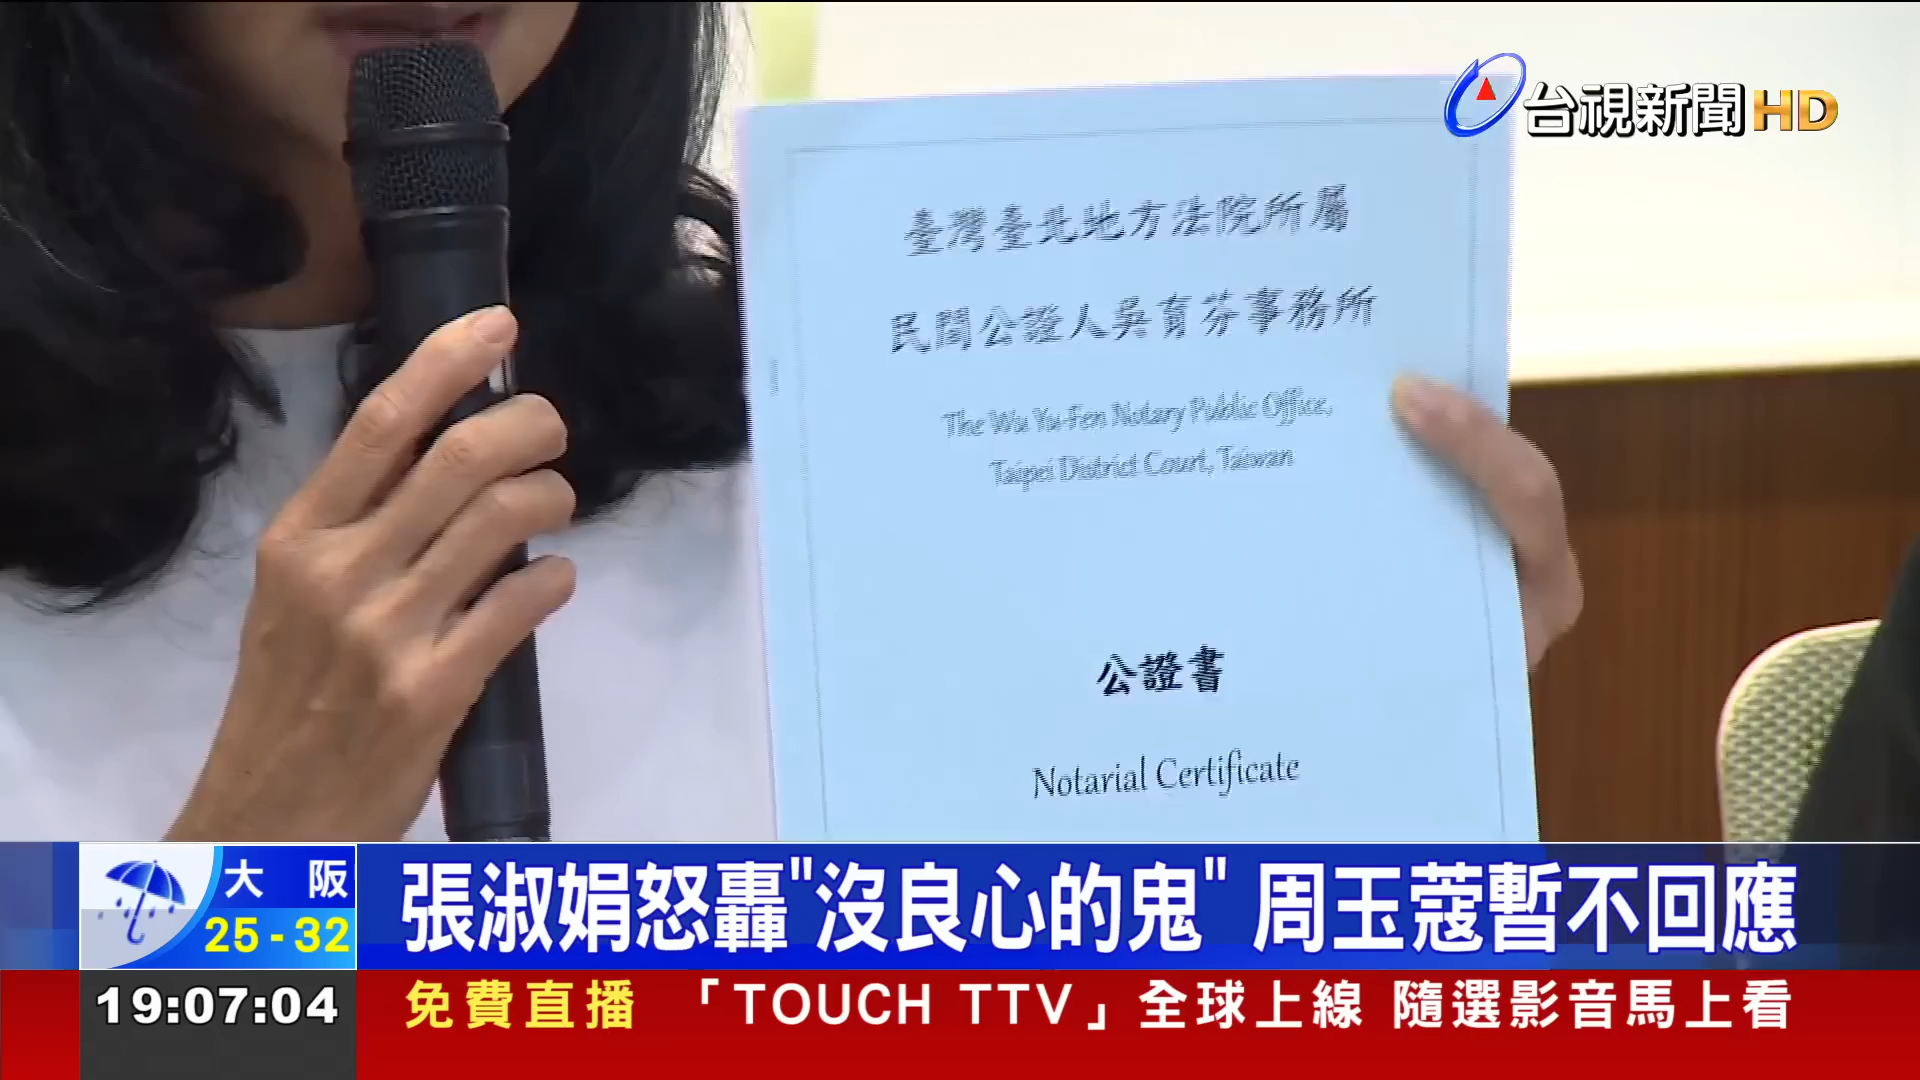 台視新聞HD
臺灣臺北地方法院所屬
民間公證人吳育芬事務所
The Wu Yu-Fen Notary Public Office,
Taipei District Court, Taiwan
公證書
Notarial Certificate
大阪
25-32
張淑娟怒轟"沒良心的鬼" 周玉蔻暫不回應
19:07:04
免費直播 「TOUCH TTV」全球上線 隨選影音馬上看